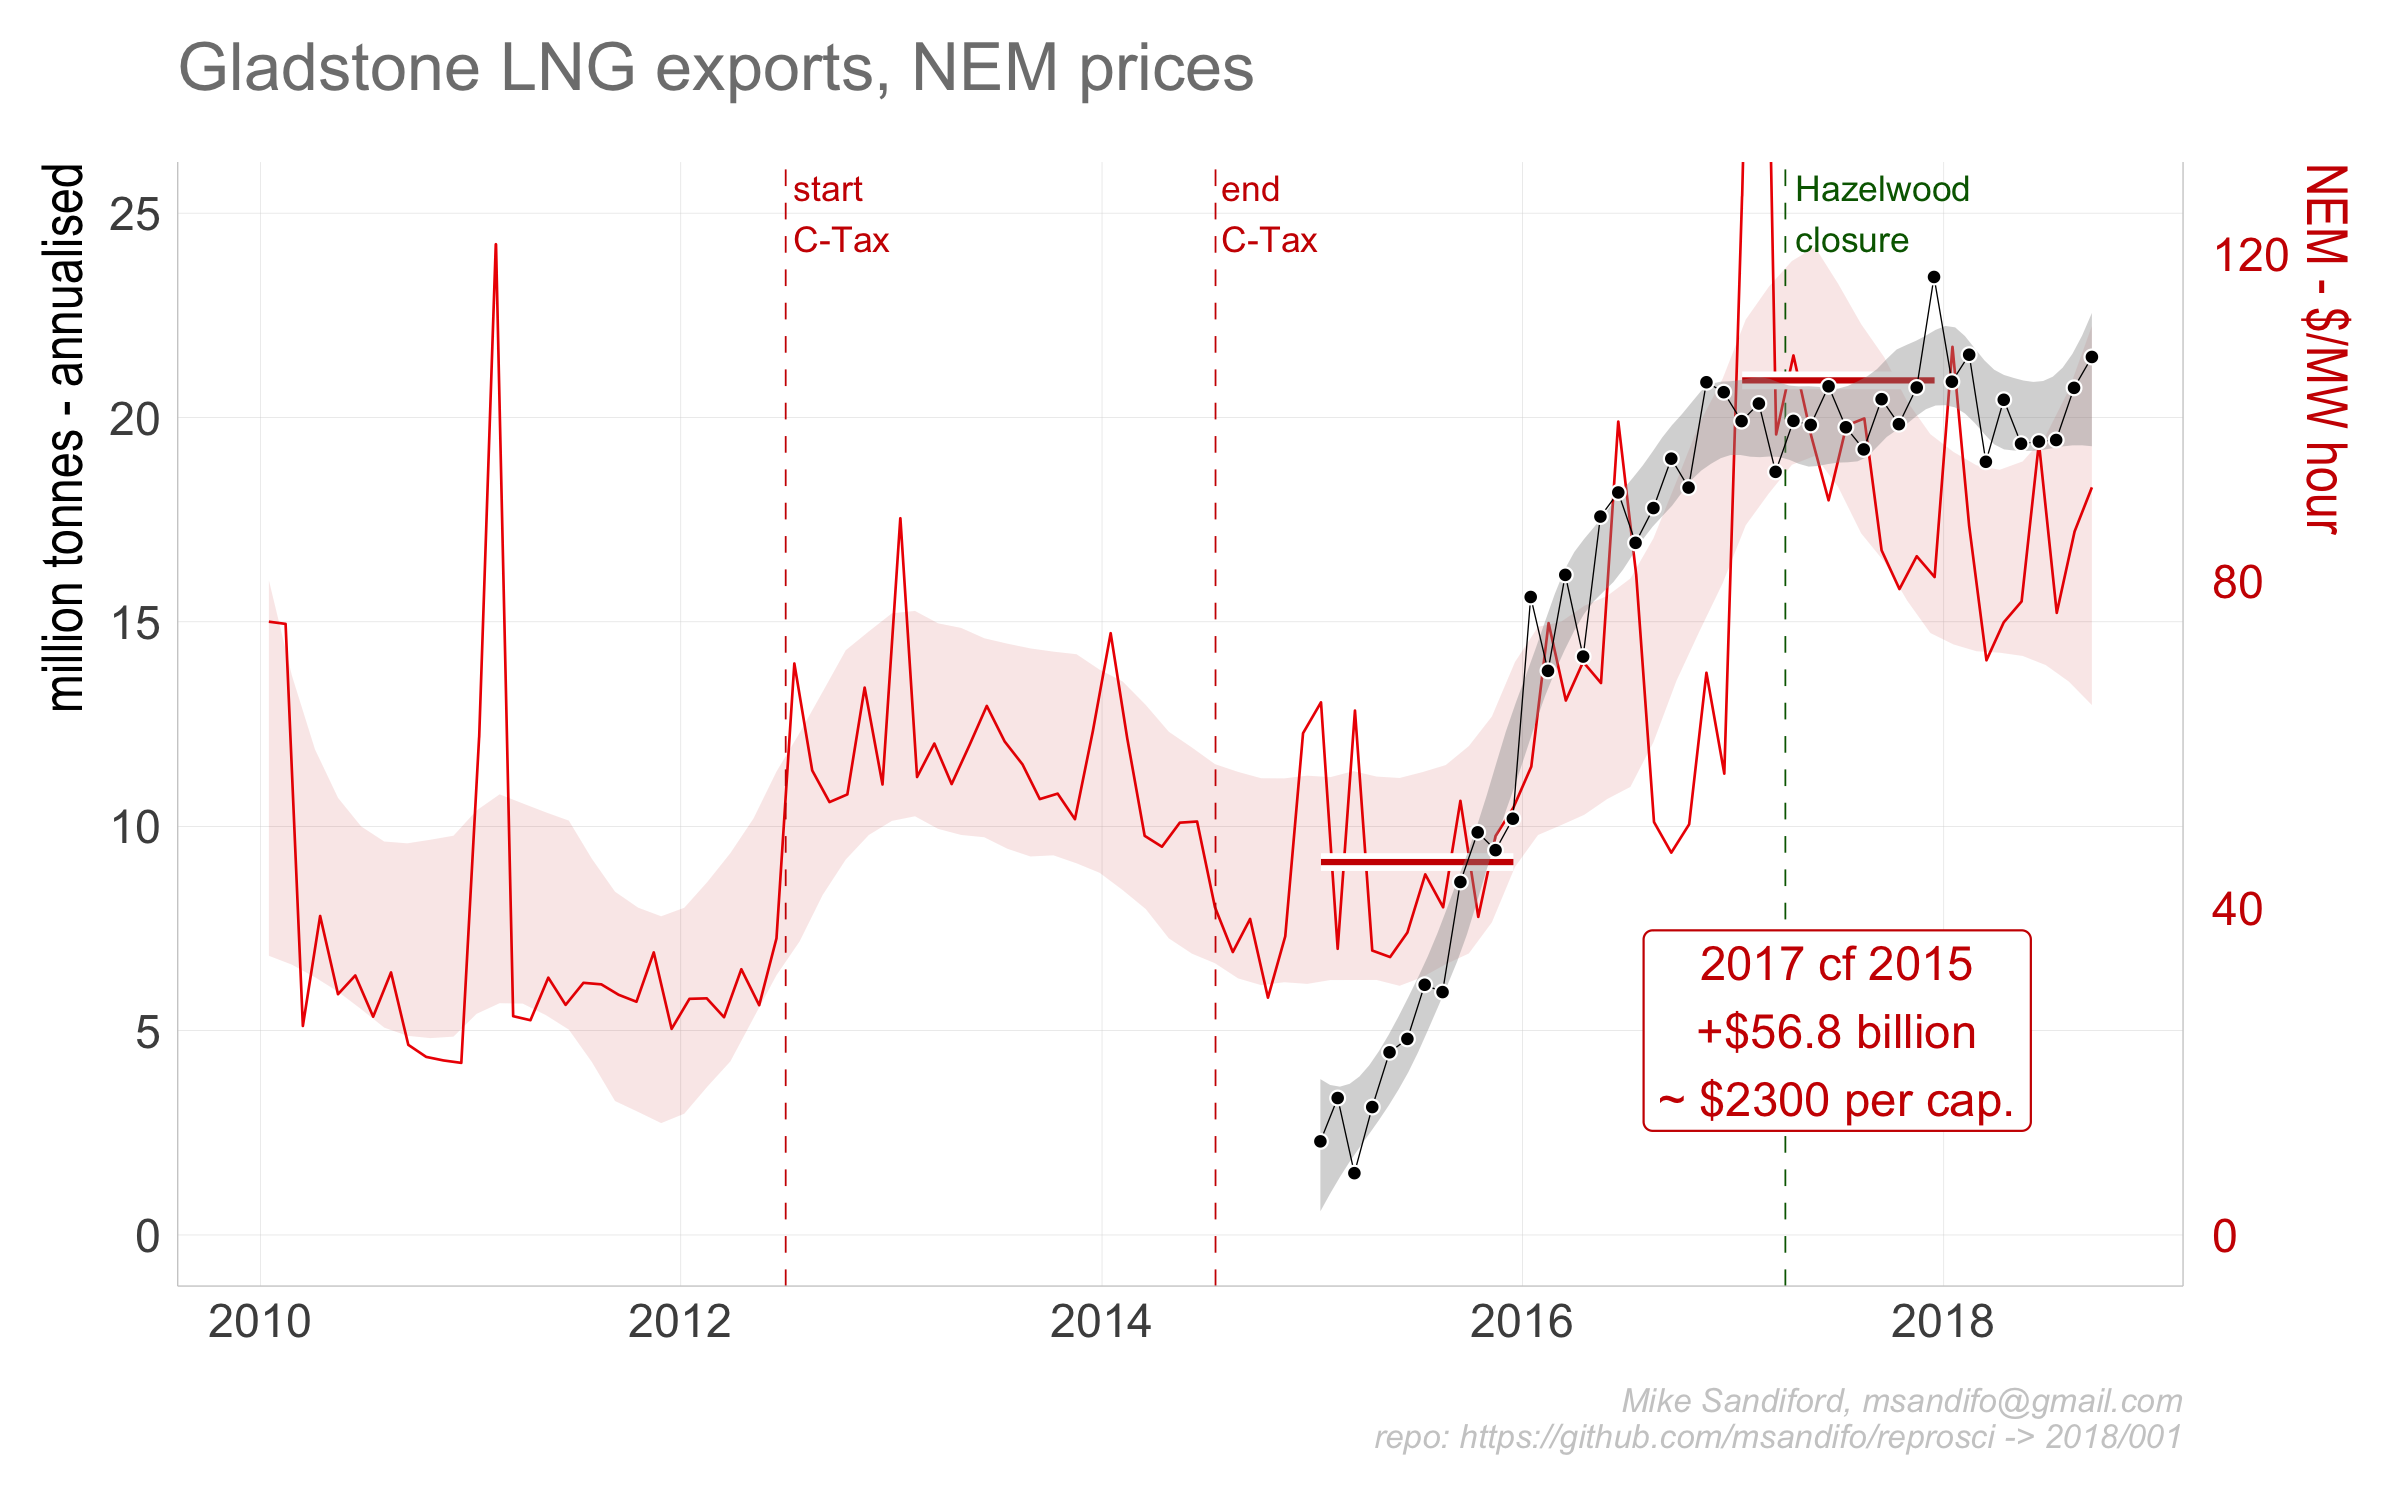 Gladstone LNG exports, NEM prices
million tonnes - annualised
NEM - $/MW hour
start
C-Tax
end
C-Tax
Hazelwood
closure
25
20
15
10
5
0
120
80
40
0
2017 cf 2015
+$56.8 billion
~ $2300 per cap.
2010
2012
2014
2016
2018
Mike Sandiford, msandifo@gmail.com
repo: https://github.com/msandifo/reprosci -> 2018/001